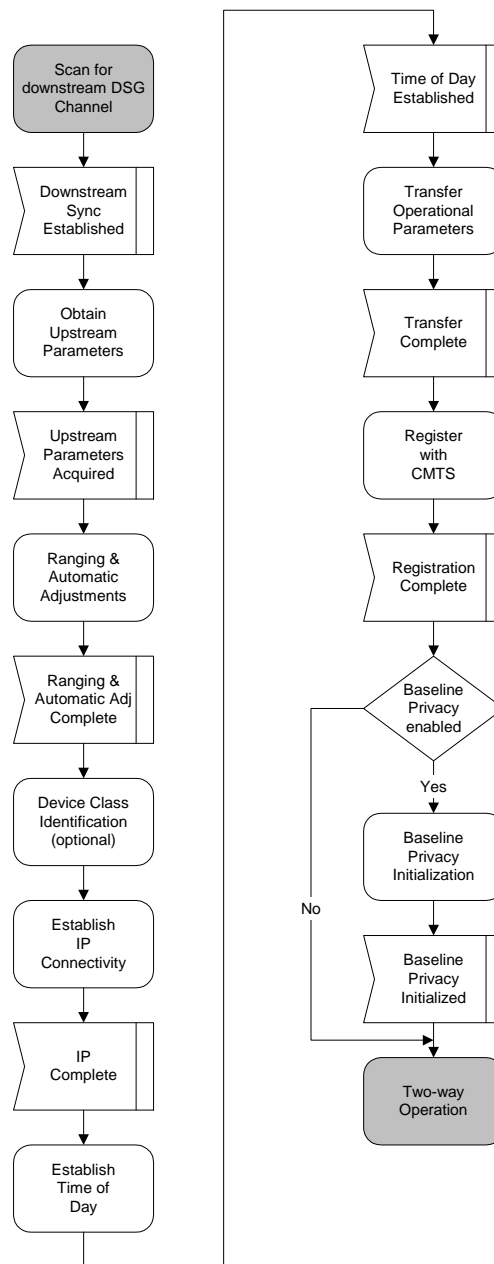 Scan for
downstream DSG
Channel
Downstream
Sync
Established
Obtain
Upstream
Parameters
Upstream
Parameters
Acquired
Ranging &
Automatic
Adjustments
Ranging &
Automatic Adj
Complete
Device Class
Identification
(optional)
Establish
IP
Connectivity
IP
Complete
Establish
Time of
Day
Time of Day
Established
Transfer
Operational
Parameters
Transfer
Complete
Register
with
CMTS
Registration
Complete
Baseline
Privacy
enabled
Yes
Baseline
Privacy
Initialization
No
Baseline
Privacy
Initialized
Two-way
Operation